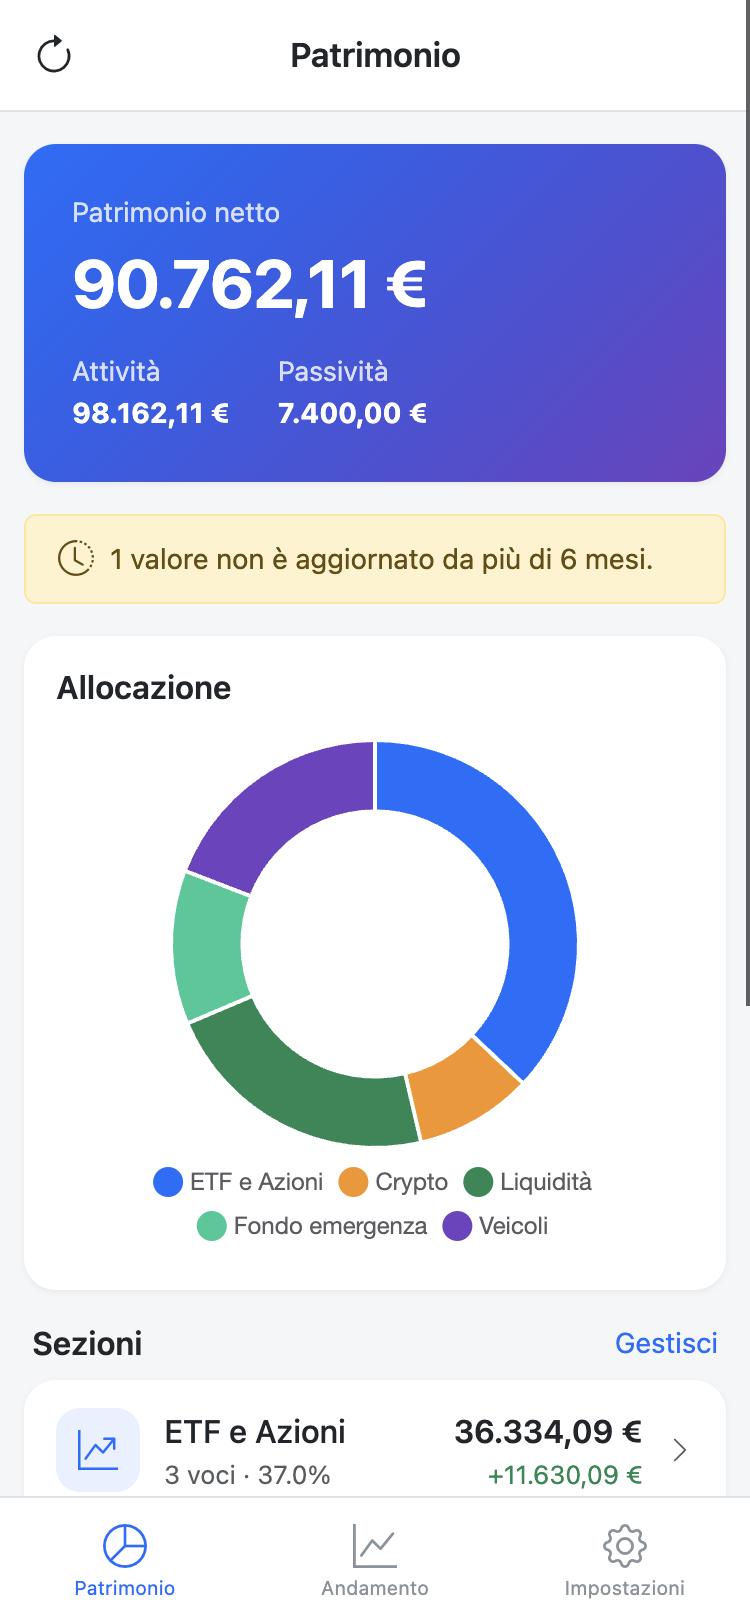 Patrimonio
Patrimonio netto
90.762,11 €
Attività Passività
98.162,11 € 7.400,00 €
1 valore non è aggiornato da più di 6 mesi.
Allocazione
ETF e Azioni Crypto Liquidità
Fondo emergenza Veicoli
Sezioni Gestisci
ETF e Azioni 36.334,09 €
3 voci · 37.0% +11.630,09 €
Patrimonio Andamento Impostazioni